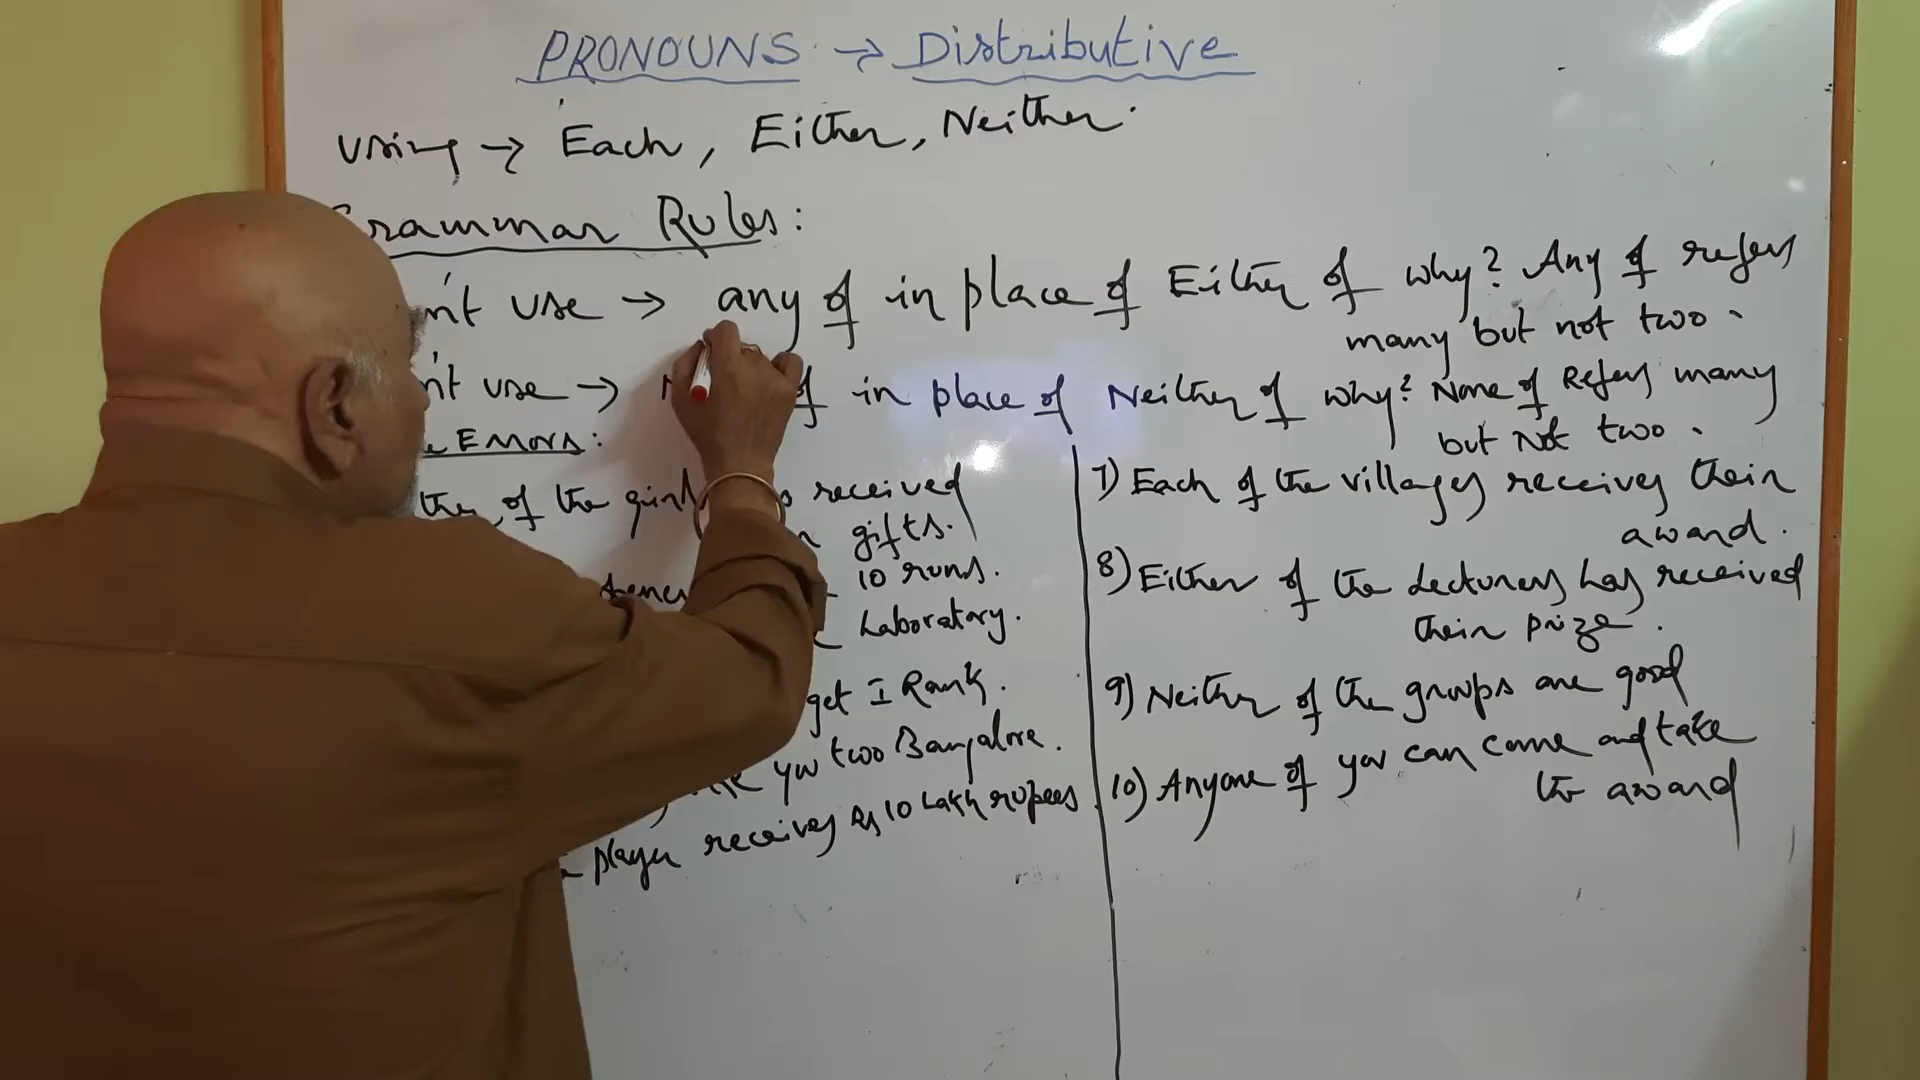 PRONOUNS → Distributive
Using → Each, Either, Neither.
Grammar Rules:
n't use → any of in place of Either of why? Any of refers
many but not two.
n't use → of in place of Neither of why? None of Refers many
but Not two.
Errors:
of the received
gifts.
10 runs.
Laboratory.
get I Rank.
you two Bangalore.
player receives Rs 10 Lakh rupees
7) Each of the villages receives their
award.
8) Either of the Lecturers has received
their prize.
9) Neither of the groups are good
10) Anyone of you can come and take
the award